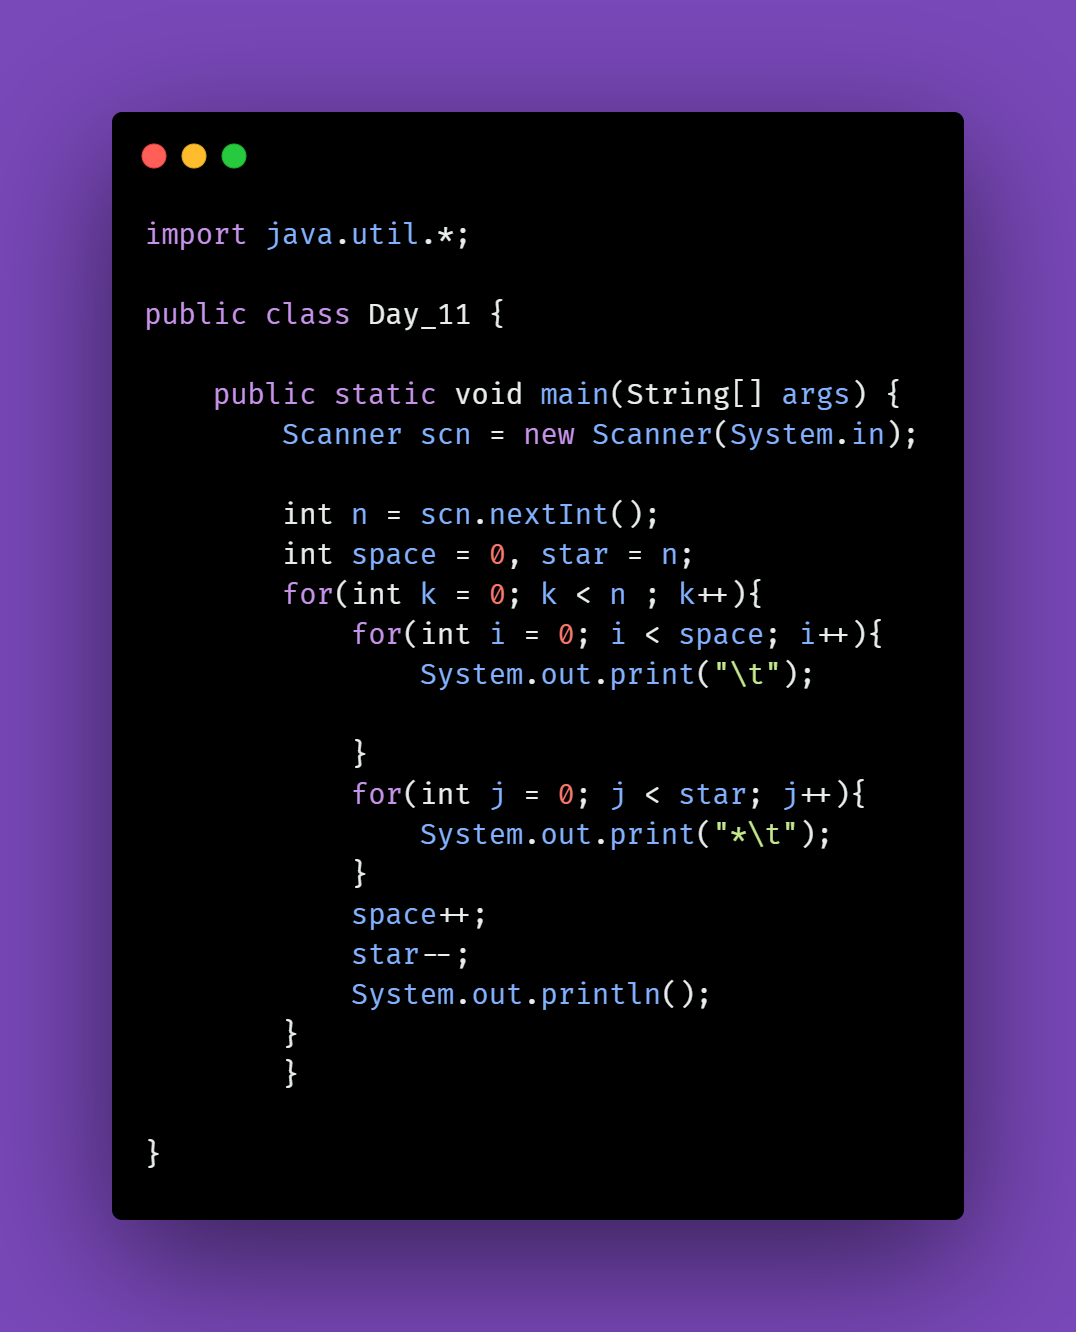 import java.util.*;

public class Day_11 {

    public static void main(String[] args) {
        Scanner scn = new Scanner(System.in);

        int n = scn.nextInt();
        int space = 0, star = n;
        for(int k = 0; k < n ; k++){
            for(int i = 0; i < space; i++){
                System.out.print("\t");

            }
            for(int j = 0; j < star; j++){
                System.out.print("*\t");
            }
            space++;
            star--;
            System.out.println();
        }
        }

}